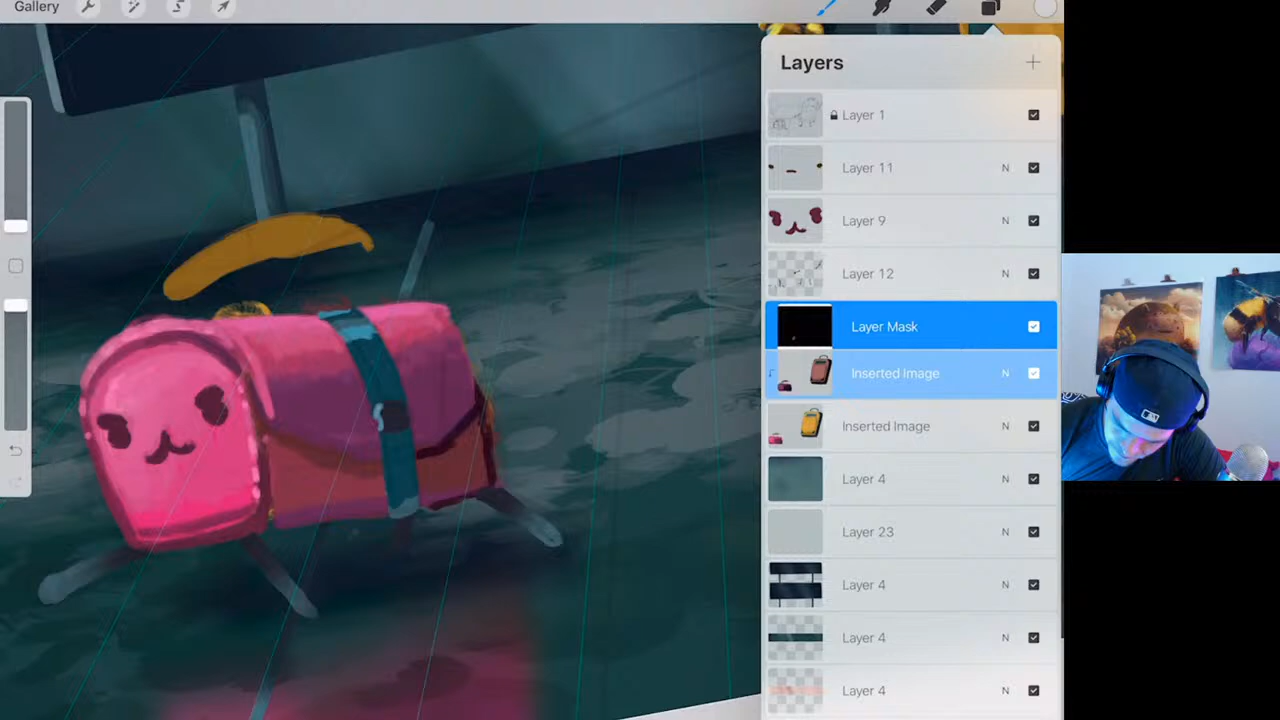 Gallery
Layers
Layer 1
Layer 11 N
Layer 9 N
Layer 12 N
Layer Mask
Inserted Image N
Inserted Image N
Layer 4 N
Layer 23 N
Layer 4 N
Layer 4 N
Layer 4 N